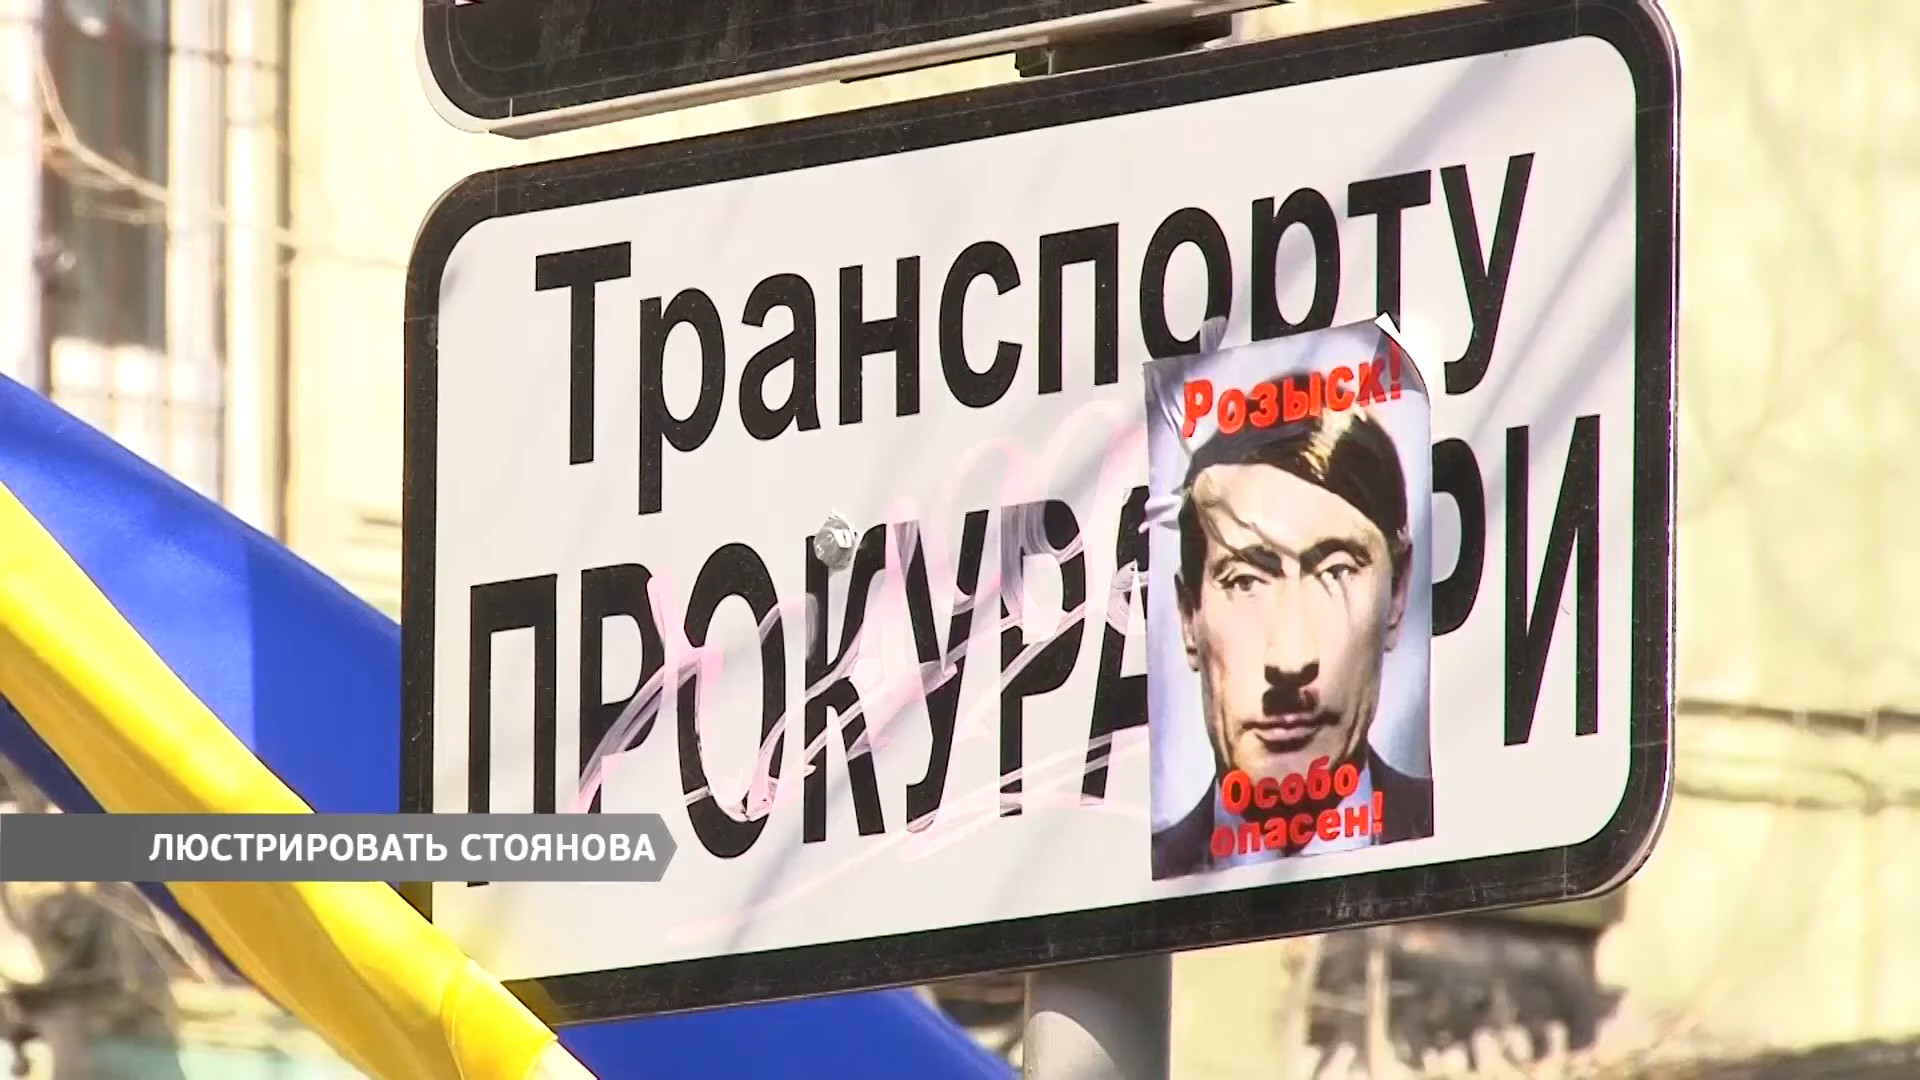 Транспорту
ПРОКУРА РИ
Розыск!
Особо
опасен!
ЛЮСТРИРОВАТЬ СТОЯНОВА